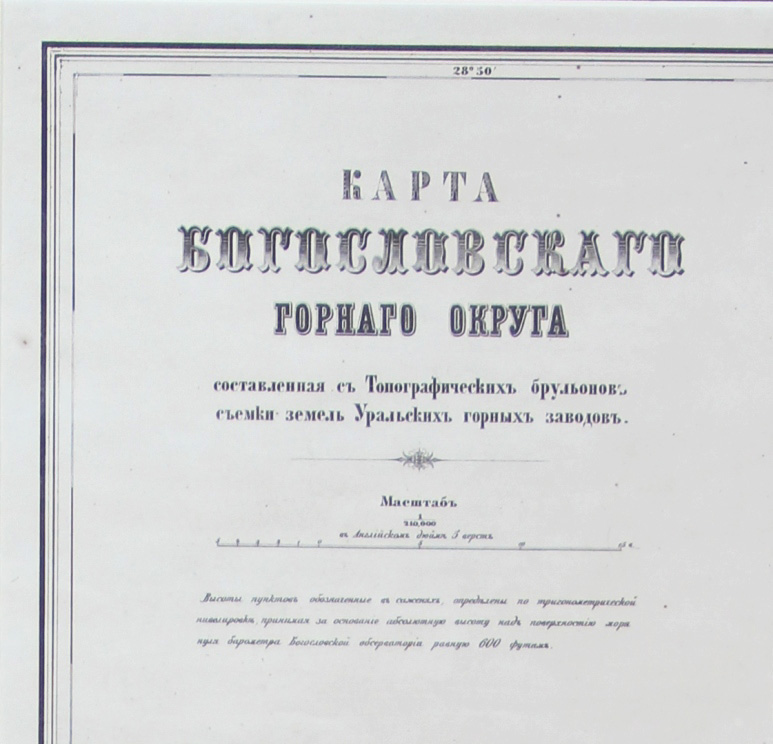 28° 50'
КАРТА
БОГОСЛОВСКАГО
ГОРНАГО ОКРУГА
составленная съ Топографическихъ брульоновъ
съемки земель Уральскихъ горныхъ заводовъ.
Масштабъ
1
210,000
въ Англійскомъ дюймѣ 5 верстъ
Высоты пунктовъ обозначенные въ саженяхъ, опредѣлены по тригонометрической
нивелировкѣ, принимая за основаніе абсолютную высоту надъ поверхностію моря
нуля барометра Богословской обсерваторіи равную 600 футамъ.